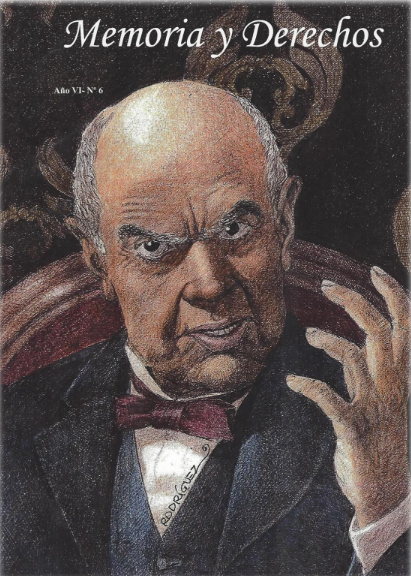 Memoria y Derechos
Año VI- Nº 6
RODRÍGUEZ